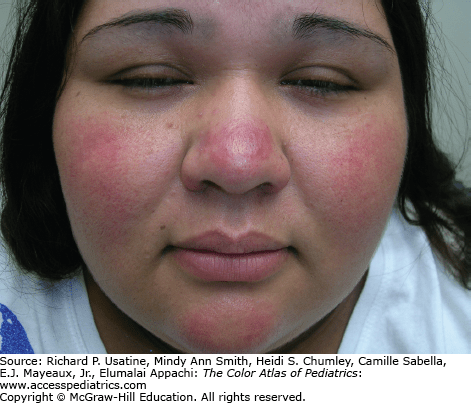 Source: Richard P. Usatine, Mindy Ann Smith, Heidi S. Chumley, Camille Sabella,
E.J. Mayeaux, Jr., Elumalai Appachi: The Color Atlas of Pediatrics:
www.accesspediatrics.com
Copyright © McGraw-Hill Education. All rights reserved.